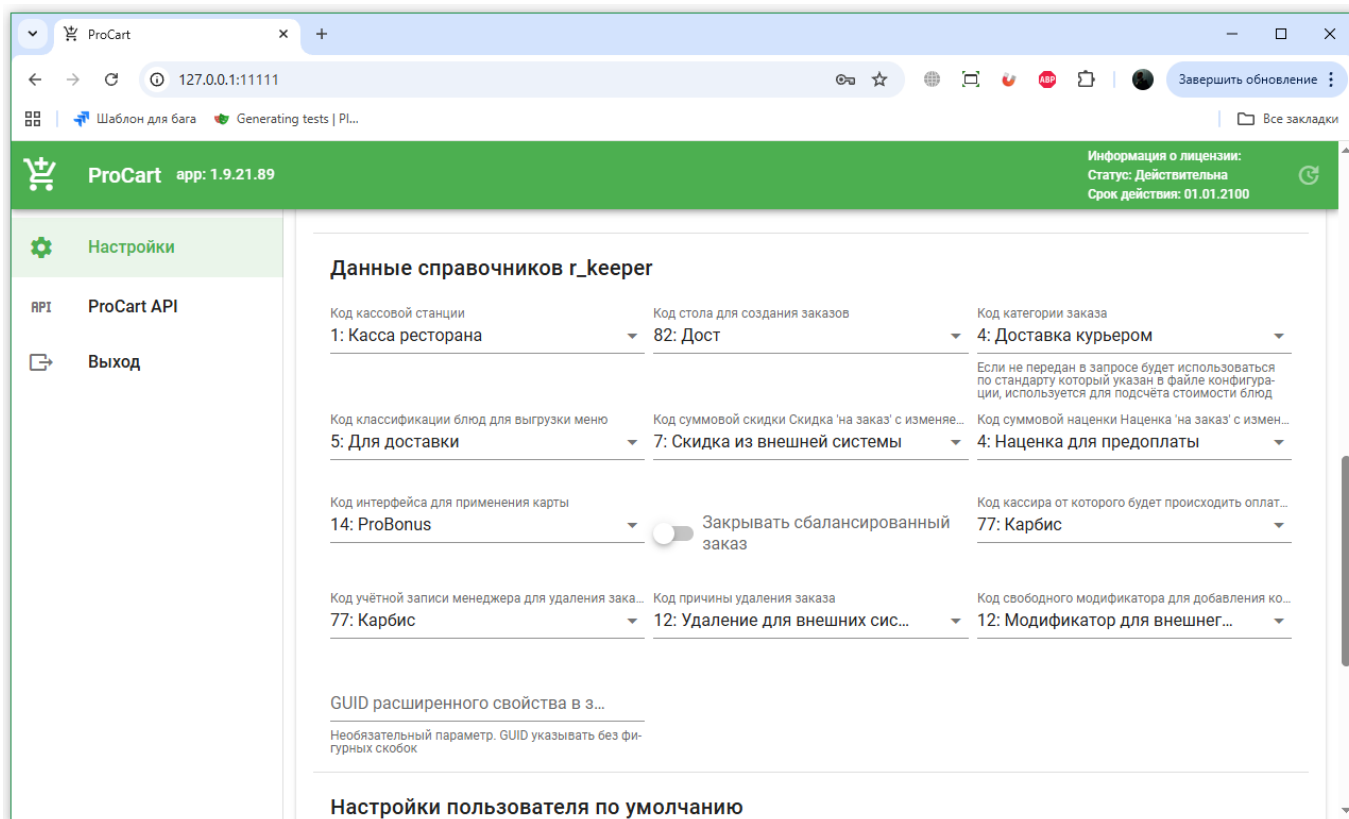 ProCart
127.0.0.1:11111
ABP
Завершить обновление
Шаблон для бага
Generating tests | Pl...
Все закладки
ProCart app: 1.9.21.89
Информация о лицензии:
Статус: Действительна
Срок действия: 01.01.2100
Настройки
API ProCart API
Выход
Данные справочников r_keeper
Код кассовой станции
1: Касса ресторана
Код стола для создания заказов
82: Дост
Код категории заказа
4: Доставка курьером
Если не передан в запросе будет использоваться
по стандарту который указан в файле конфигура-
ции, используется для подсчёта стоимости блюд
Код классификации блюд для выгрузки меню
5: Для доставки
Код суммовой скидки Скидка 'на заказ' с изменяе...
7: Скидка из внешней системы
Код суммовой наценки Наценка 'на заказ' с измен...
4: Наценка для предоплаты
Код интерфейса для применения карты
14: ProBonus
Закрывать сбалансированный
заказ
Код кассира от которого будет происходить оплат...
77: Карбис
Код учётной записи менеджера для удаления зака...
77: Карбис
Код причины удаления заказа
12: Удаление для внешних сис...
Код свободного модификатора для добавления ко...
12: Модификатор для внешнег...
GUID расширенного свойства в з...
Необязательный параметр. GUID указывать без фи-
гурных скобок
Настройки пользователя по умолчанию